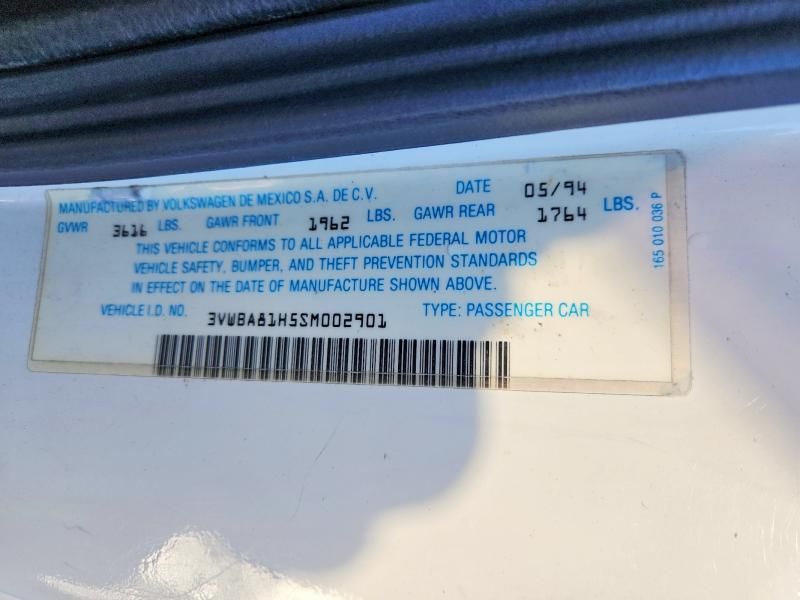 MANUFACTURED BY VOLKSWAGEN DE MEXICO S.A. DE C.V. DATE 05/94
GVWR 3616 LBS. GAWR FRONT 1962 LBS. GAWR REAR 1764 LBS.
THIS VEHICLE CONFORMS TO ALL APPLICABLE FEDERAL MOTOR
VEHICLE SAFETY, BUMPER, AND THEFT PREVENTION STANDARDS
IN EFFECT ON THE DATE OF MANUFACTURE SHOWN ABOVE.
VEHICLE I.D. NO. 3VWBA81H5SM002901 TYPE: PASSENGER CAR
165 010 036 P